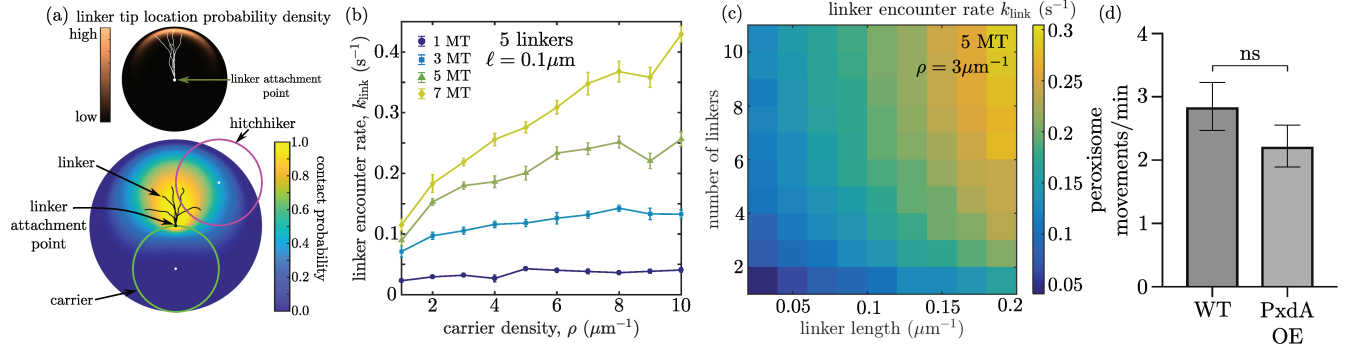 (a)
linker tip location probability density
high
low
linker attachment
point
hitchhiker
linker
linker
attachment
point
carrier
1.0
0.8
0.6
0.4
0.2
0.0
contact probability
(b)
linker encounter rate, k_link (s⁻¹)
0.4
0.3
0.2
0.1
0
1 MT
3 MT
5 MT
7 MT
5 linkers
ℓ = 0.1μm
2
4
6
8
10
carrier density, ρ (μm⁻¹)
(c)
linker encounter rate k_link (s⁻¹)
number of linkers
10
8
6
4
2
5 MT
ρ = 3μm⁻¹
0.05
0.1
0.15
0.2
linker length (μm⁻¹)
0.3
0.25
0.2
0.15
0.1
0.05
(d)
peroxisome
movements/min
4
3
2
1
0
ns
WT
PxdA
OE